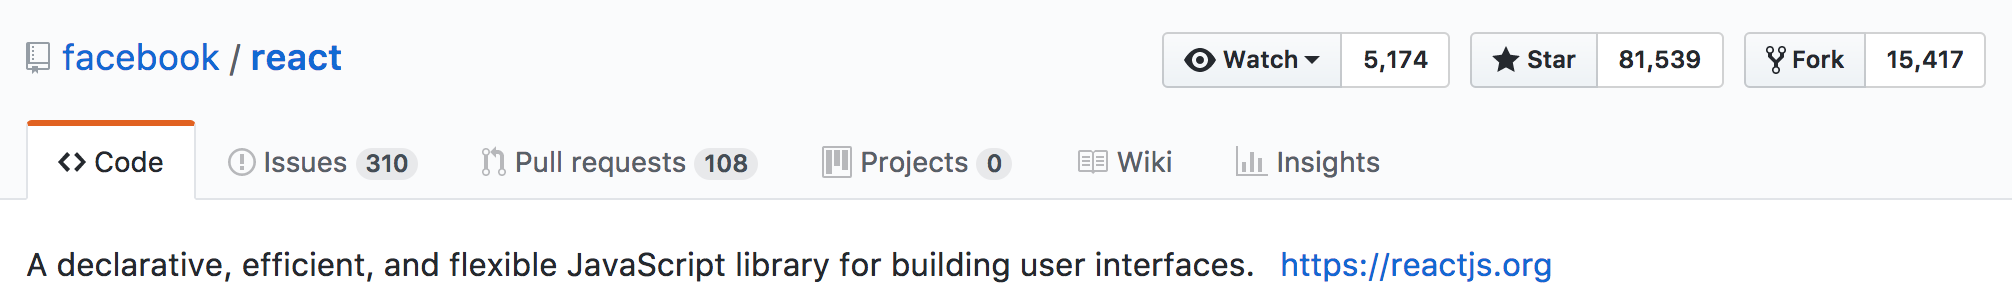 facebook / react Watch 5,174 Star 81,539 Fork 15,417
Code Issues 310 Pull requests 108 Projects 0 Wiki Insights
A declarative, efficient, and flexible JavaScript library for building user interfaces. https://reactjs.org